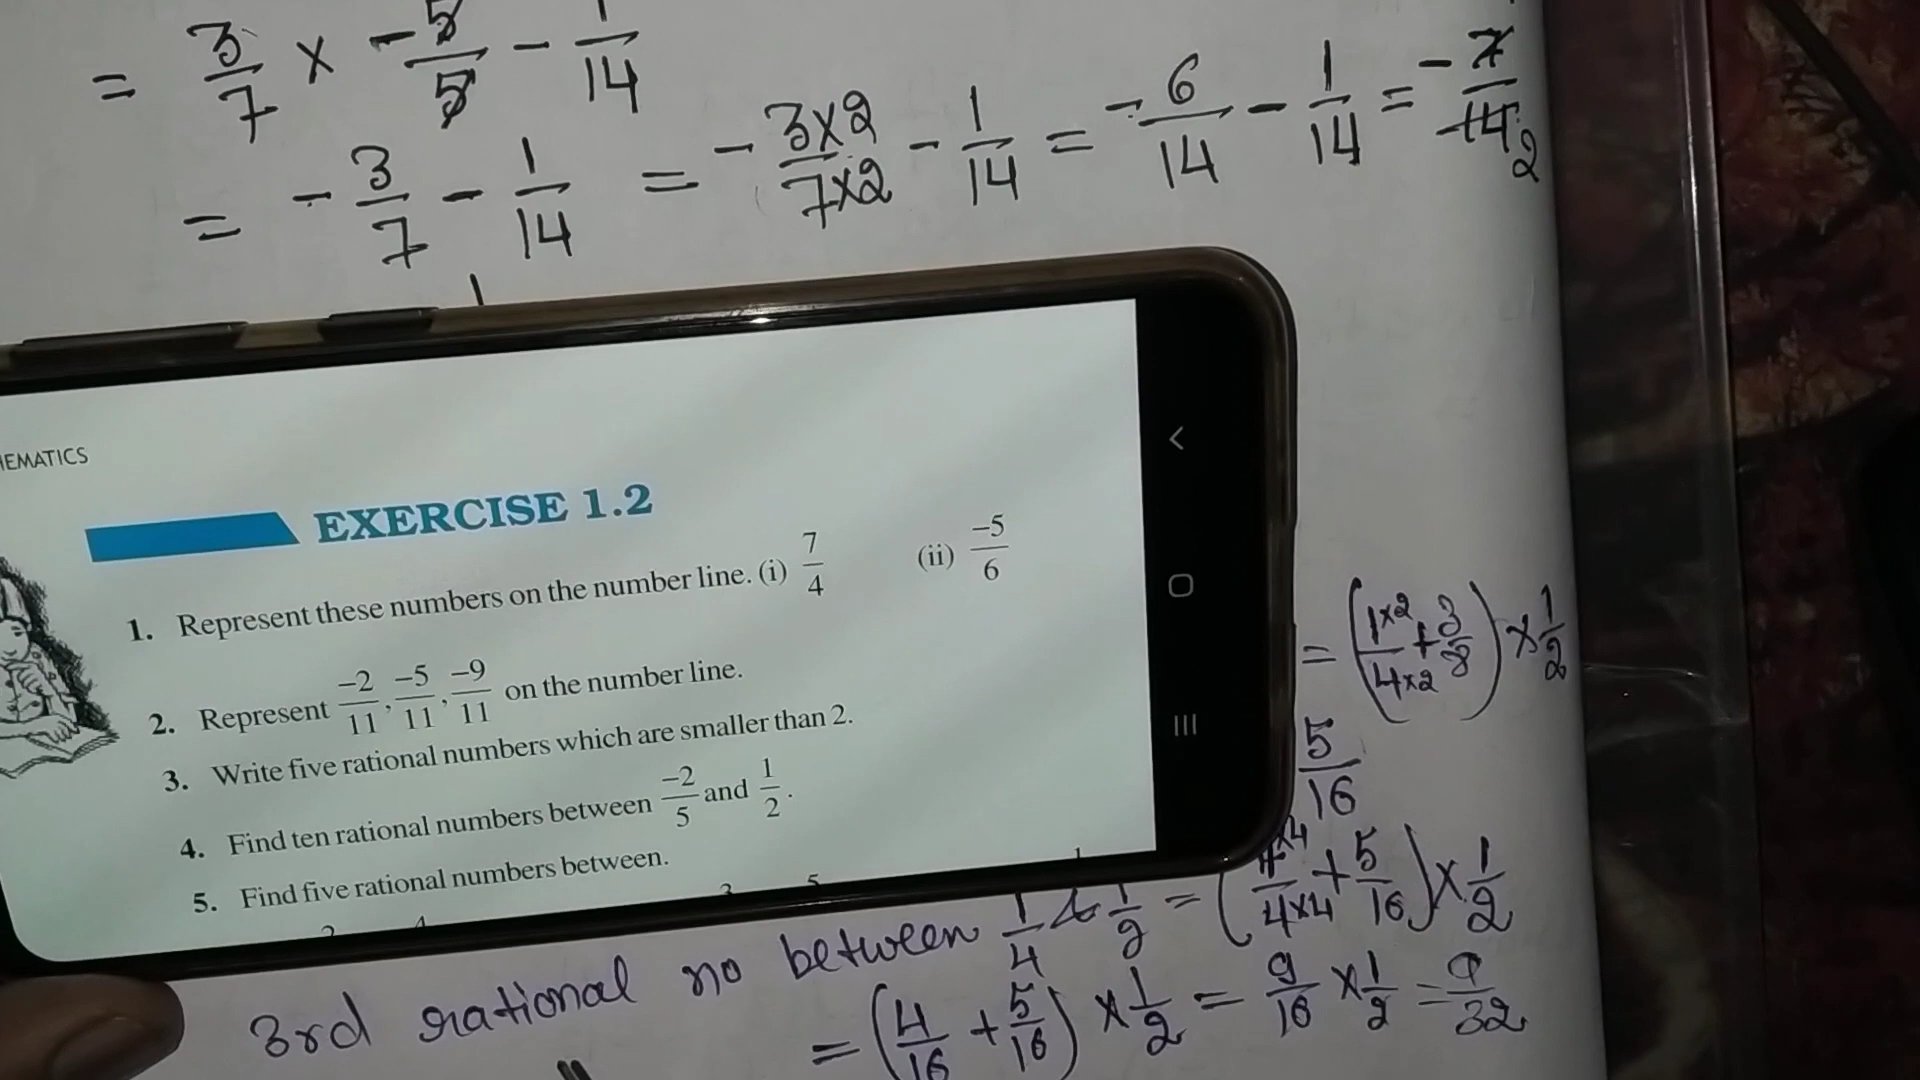 = 3/7 × -5/5 - 1/14
= -3/7 - 1/14 = -3×2/7×2 - 1/14 = -6/14 - 1/14 = -7/14 2
EMATICS
EXERCISE 1.2
1. Represent these numbers on the number line. (i) 7/4 (ii) -5/6
2. Represent -2/11, -5/11, -9/11 on the number line.
3. Write five rational numbers which are smaller than 2.
4. Find ten rational numbers between -2/5 and 1/2.
5. Find five rational numbers between.
= (1×2/4×2 + 3/8) × 1/2
5/16
3rd rational no between 1/4 & 1/2 = (1×4/4×4 + 5/16) × 1/2
= (4/16 + 5/16) × 1/2 = 9/16 × 1/2 = 9/32